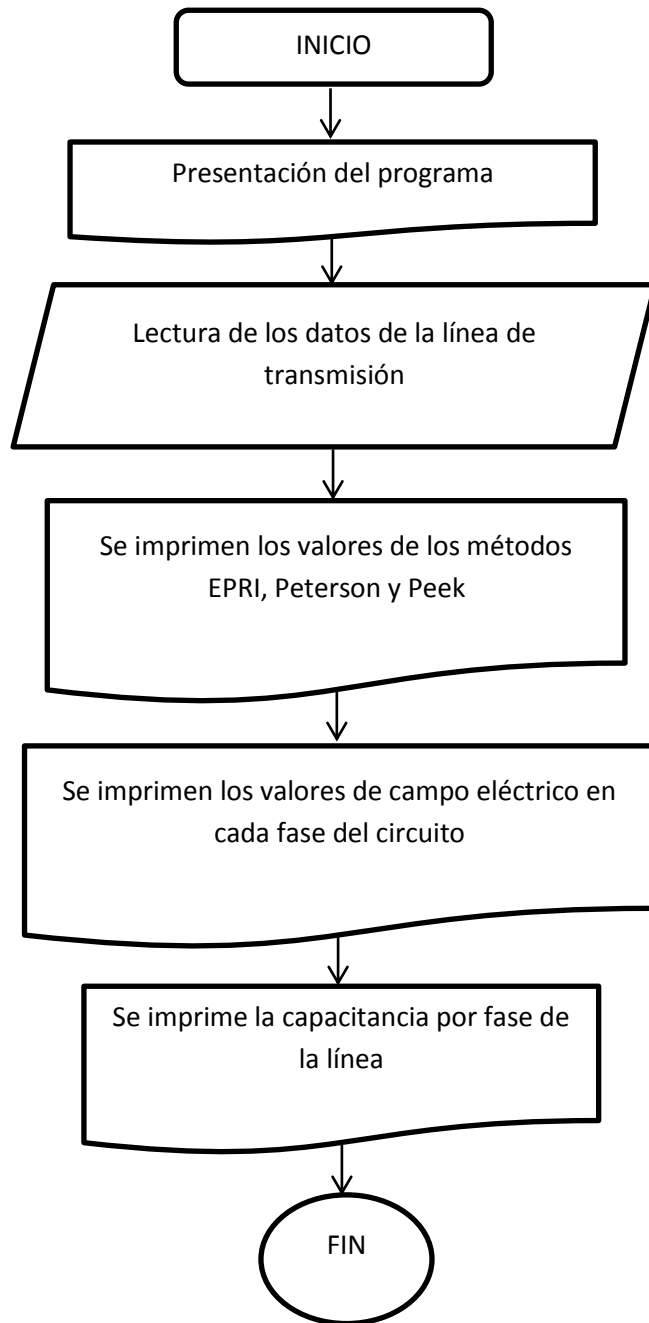 INICIO
Presentación del programa
Lectura de los datos de la línea de
transmisión
Se imprimen los valores de los métodos
EPRI, Peterson y Peek
Se imprimen los valores de campo eléctrico en
cada fase del circuito
Se imprime la capacitancia por fase de
la línea
FIN